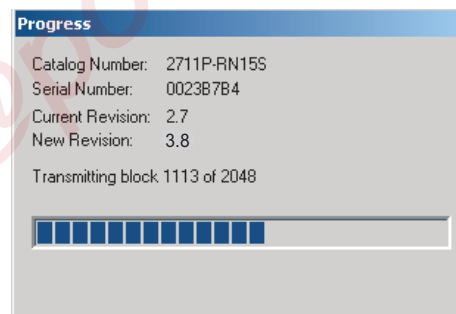 Progress
Catalog Number: 2711P-RN15S
Serial Number: 0023B7B4
Current Revision: 2.7
New Revision: 3.8
Transmitting block 1113 of 2048